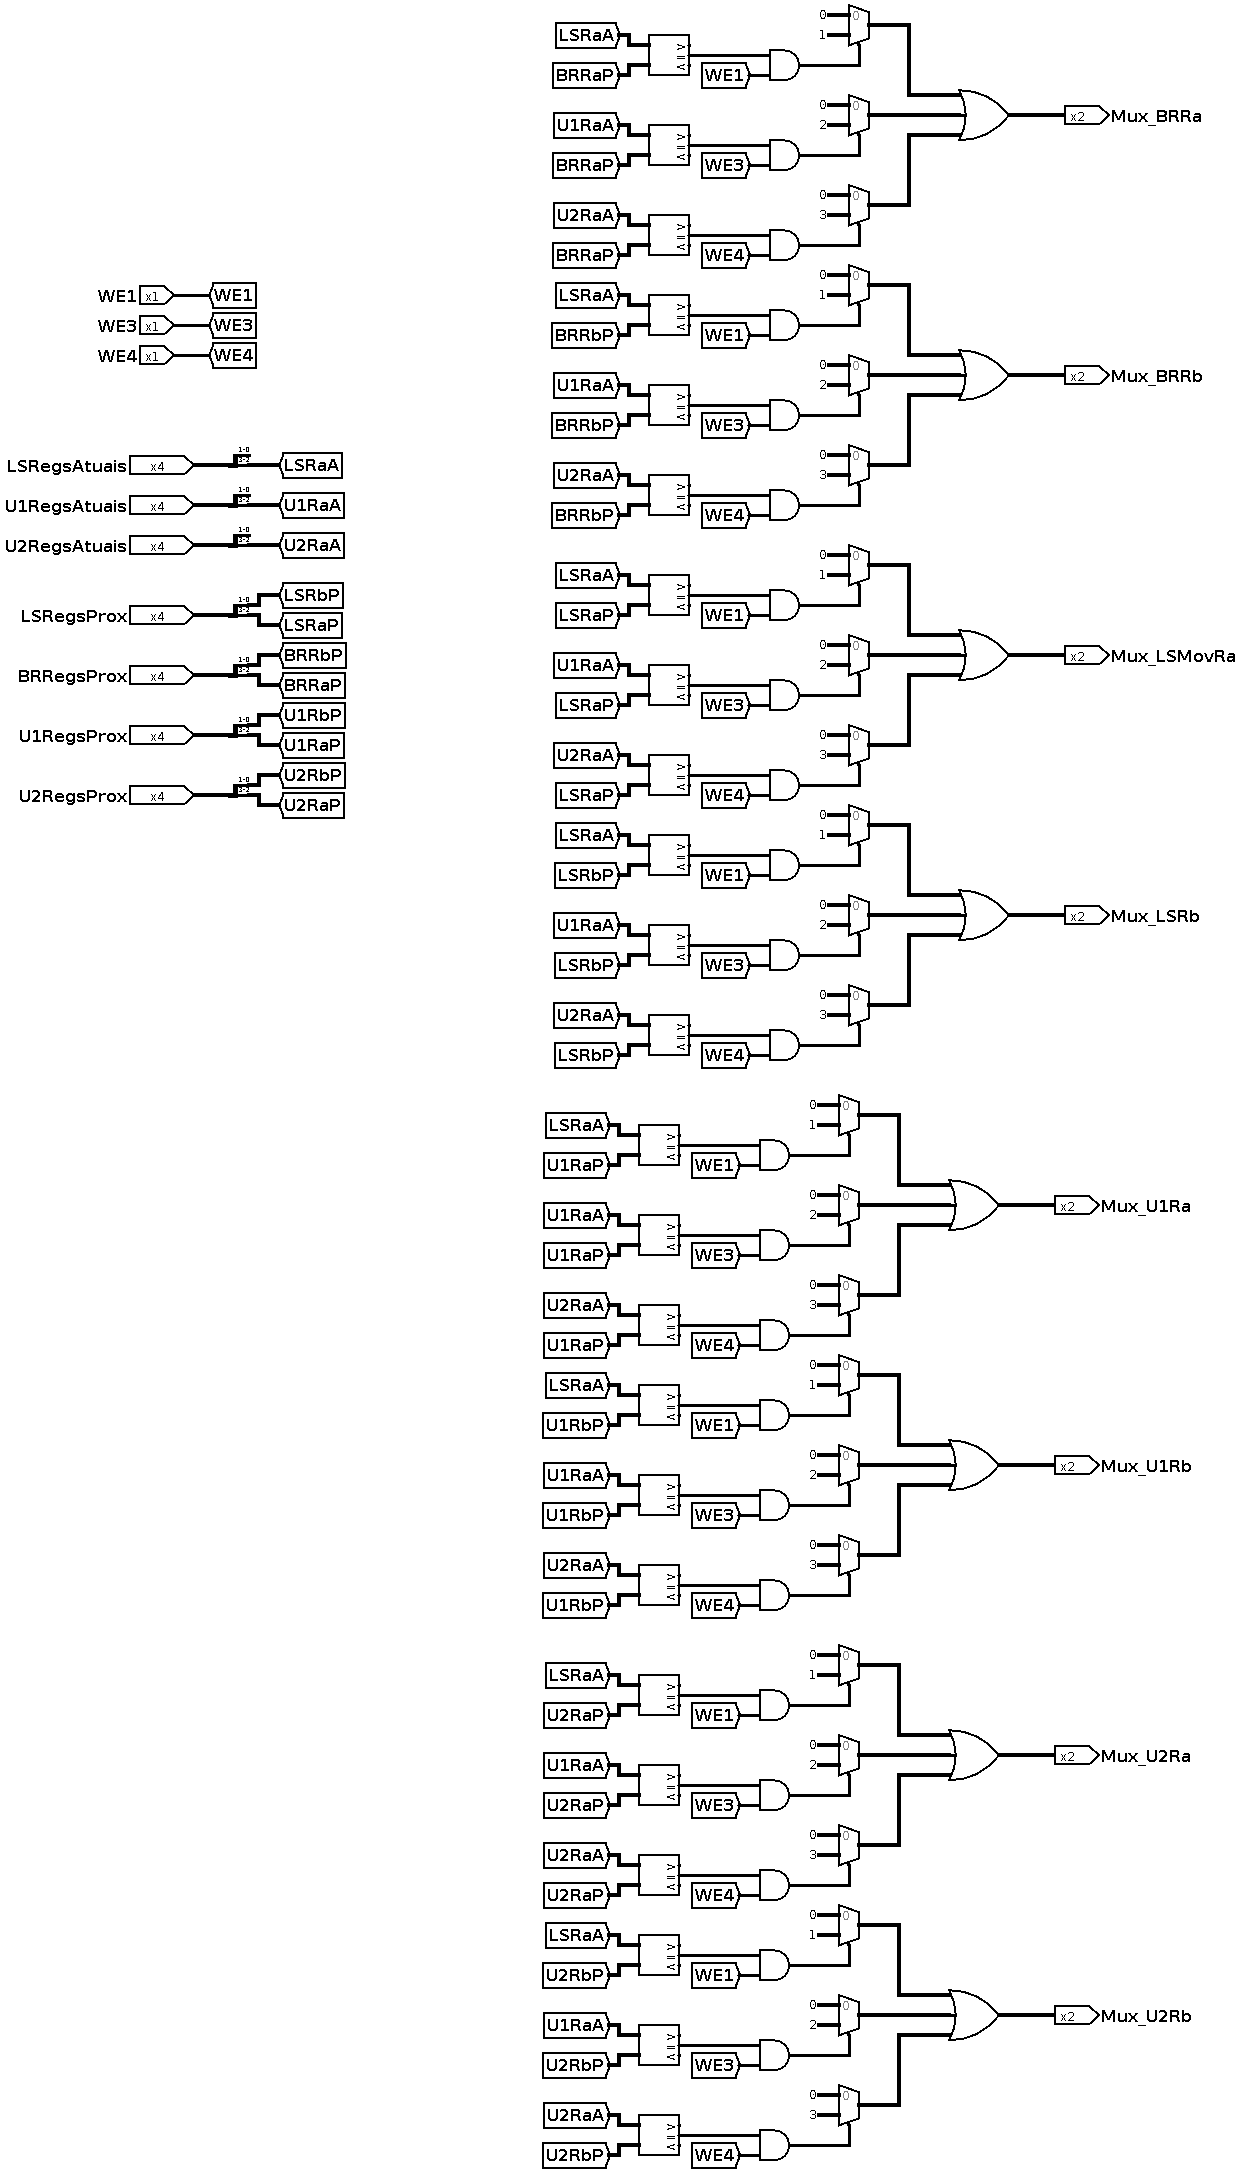 WE1 x1 WE1
WE3 x1 WE3
WE4 x1 WE4
LSRegsAtuais x4 1-0 3-2 LSRaA
U1RegsAtuais x4 1-0 3-2 U1RaA
U2RegsAtuais x4 1-0 3-2 U2RaA
LSRegsProx x4 1-0 3-2 LSRbP
LSRaP
BRRegsProx x4 1-0 3-2 BRRbP
BRRaP
U1RegsProx x4 1-0 3-2 U1RbP
U1RaP
U2RegsProx x4 1-0 3-2 U2RbP
U2RaP
LSRaA > = < 0 0
BRRaP WE1 1
U1RaA > = < 0 0
BRRaP WE3 2
x2 Mux_BRRa
U2RaA > = < 0 0
BRRaP WE4 3
LSRaA > = < 0 0
BRRbP WE1 1
U1RaA > = < 0 0
BRRbP WE3 2
x2 Mux_BRRb
U2RaA > = < 0 0
BRRbP WE4 3
LSRaA > = < 0 0
LSRaP WE1 1
U1RaA > = < 0 0
LSRaP WE3 2
x2 Mux_LSMovRa
U2RaA > = < 0 0
LSRaP WE4 3
LSRaA > = < 0 0
LSRbP WE1 1
U1RaA > = < 0 0
LSRbP WE3 2
x2 Mux_LSRb
U2RaA > = < 0 0
LSRbP WE4 3
LSRaA > = < 0 0
U1RaP WE1 1
U1RaA > = < 0 0
U1RaP WE3 2
x2 Mux_U1Ra
U2RaA > = < 0 0
U1RaP WE4 3
LSRaA > = < 0 0
U1RbP WE1 1
U1RaA > = < 0 0
U1RbP WE3 2
x2 Mux_U1Rb
U2RaA > = < 0 0
U1RbP WE4 3
LSRaA > = < 0 0
U2RaP WE1 1
U1RaA > = < 0 0
U2RaP WE3 2
x2 Mux_U2Ra
U2RaA > = < 0 0
U2RaP WE4 3
LSRaA > = < 0 0
U2RbP WE1 1
U1RaA > = < 0 0
U2RbP WE3 2
x2 Mux_U2Rb
U2RaA > = < 0 0
U2RbP WE4 3